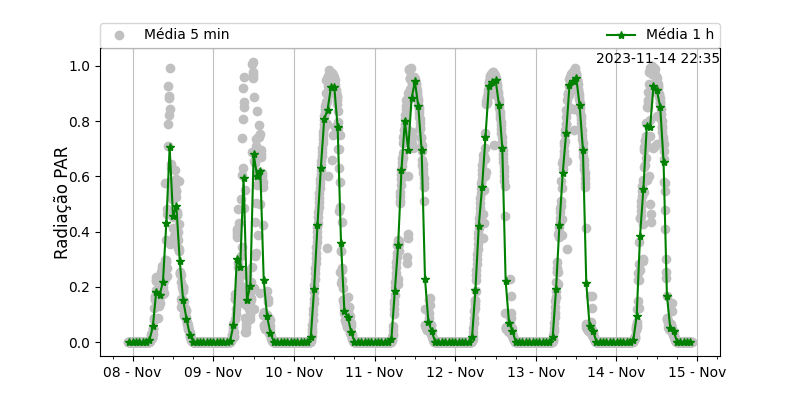 Média 5 min
Média 1 h
2023-11-14 22:35
Radiação PAR
1.0
0.8
0.6
0.4
0.2
0.0
08 - Nov
09 - Nov
10 - Nov
11 - Nov
12 - Nov
13 - Nov
14 - Nov
15 - Nov